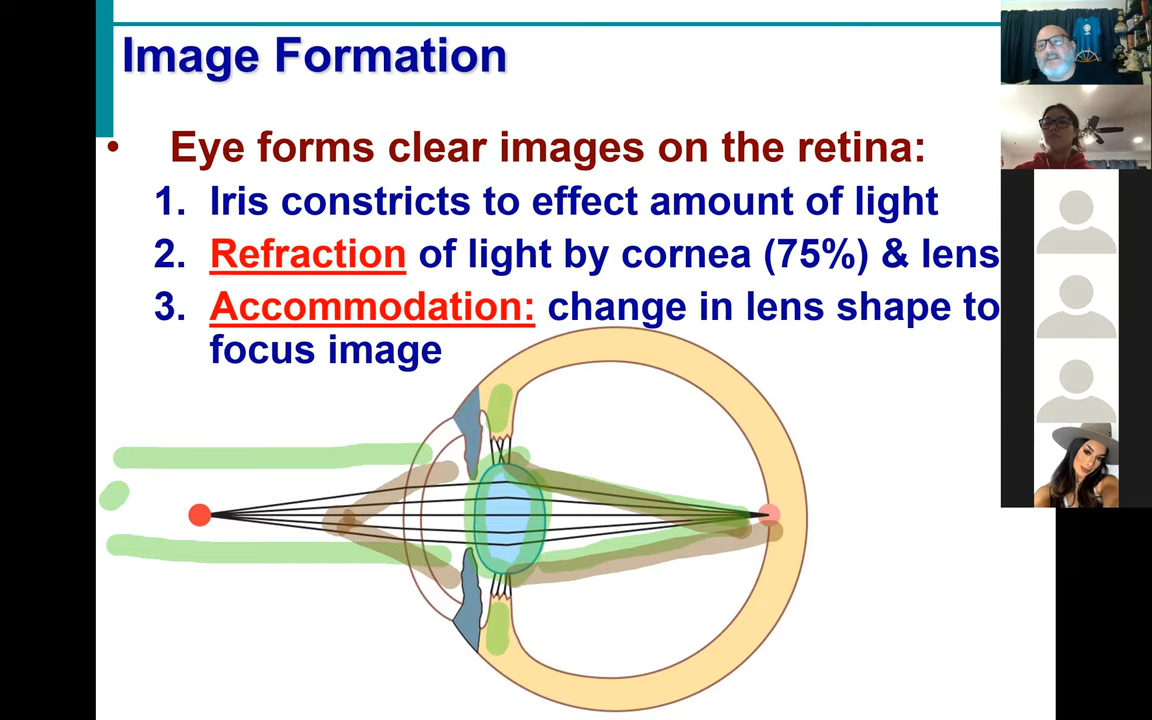 Image Formation
• Eye forms clear images on the retina:
1. Iris constricts to effect amount of light
2. Refraction of light by cornea (75%) & lens
3. Accommodation: change in lens shape to
focus image